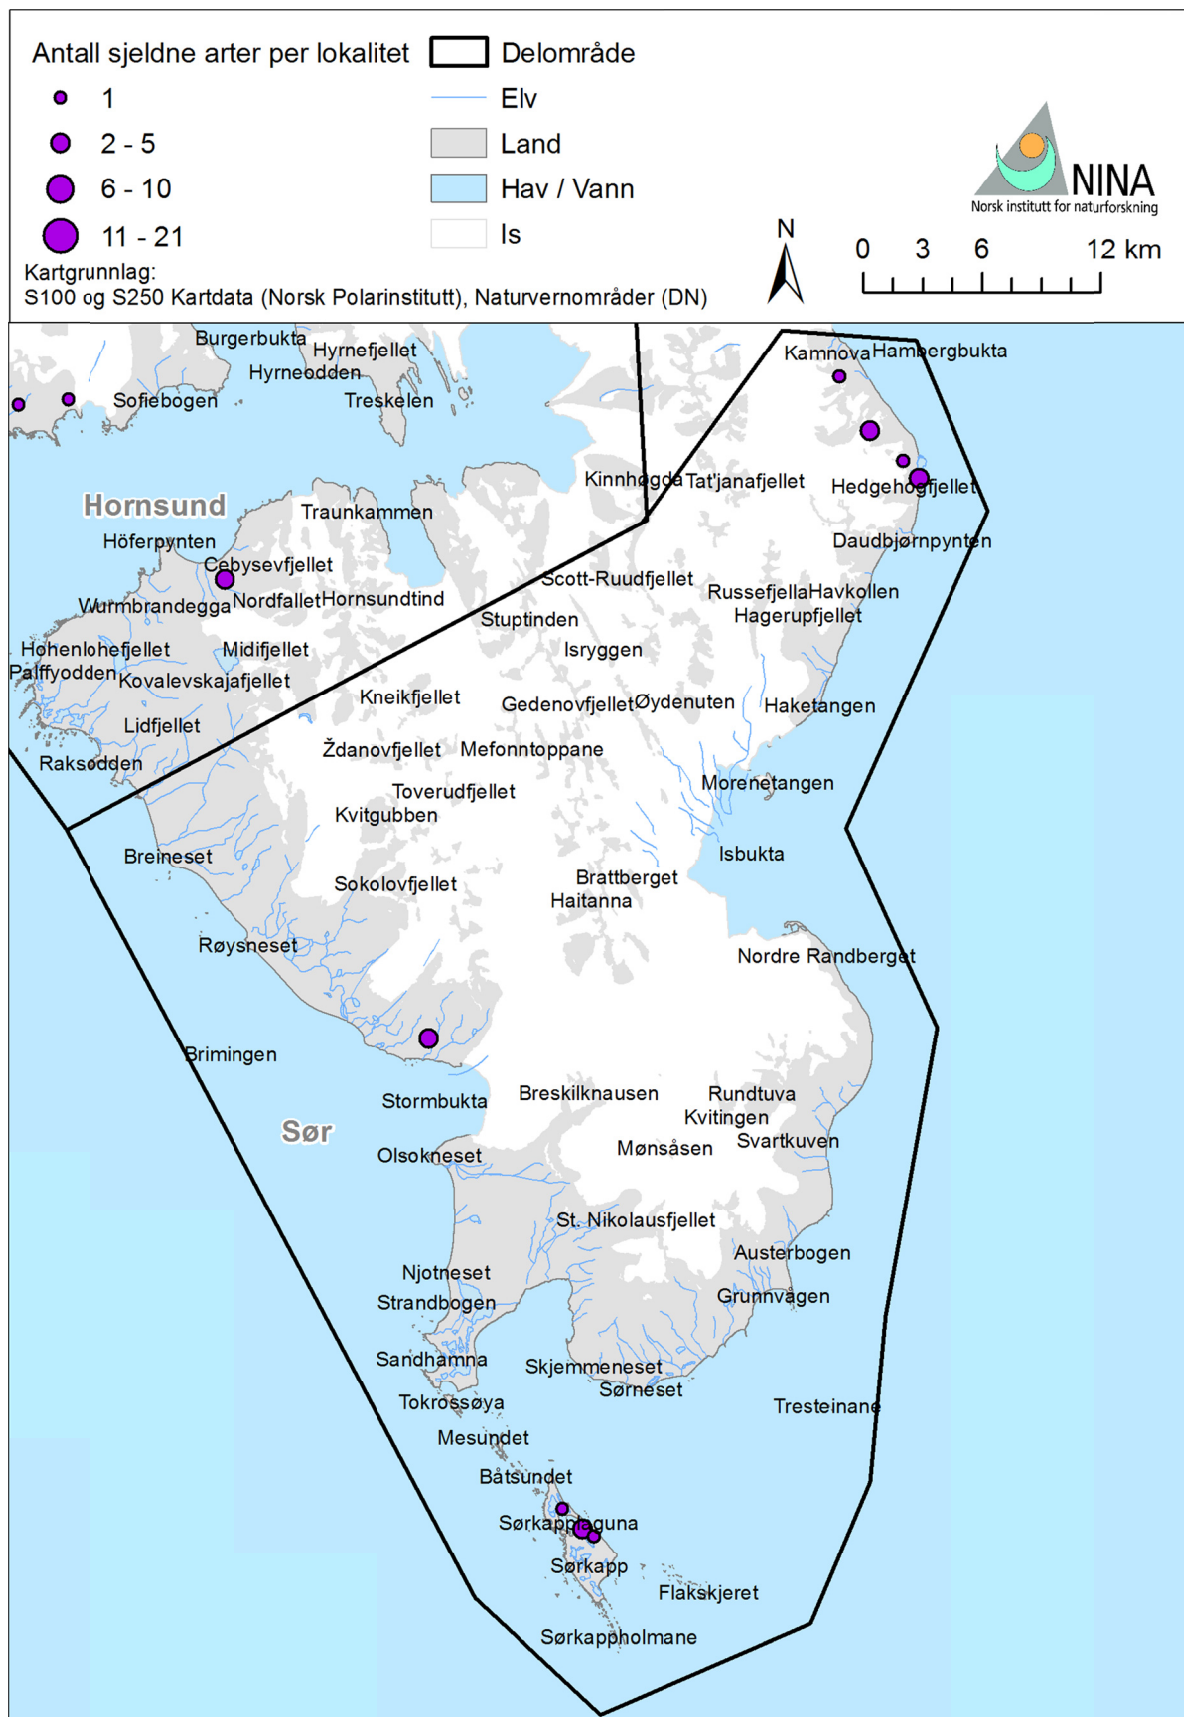 Antall sjeldne arter per lokalitet
1
2 - 5
6 - 10
11 - 21
Delområde
Elv
Land
Hav / Vann
Is
Kartgrunnlag:
S100 og S250 Kartdata (Norsk Polarinstitutt), Naturvernområder (DN)
NINA
Norsk institutt for naturforskning
N
0 3 6 12 km
Burgerbukta
Hyrnefjellet
Hyrneodden
Sofiebogen
Treskelen
Kamnova
Hambergbukta
Kinnhøgda
Tat'janafjellet
Hedgehogfjellet
Hornsund
Traunkammen
Höferpynten
Daudbjørnpynten
Cebysevfjellet
Scott-Ruudfjellet
Wurmbrandegga
Nordfallet
Hornsundtind
Russefjella
Havkollen
Stuptinden
Hagerupfjellet
Hohenlohefjellet
Midifjellet
Isryggen
Palffyodden
Kovalevskajafjellet
Kneikfjellet
Gedenovfjellet
Øydenuten
Haketangen
Lidfjellet
Ždanovfjellet
Mefonntoppane
Raksodden
Toverudfjellet
Morenetangen
Kvitgubben
Breineset
Isbukta
Sokolovfjellet
Brattberget
Haitanna
Røysneset
Nordre Randberget
Brimingen
Stormbukta
Breskilknausen
Rundtuva
Kvitingen
Sør
Mønsåsen
Svartkuven
Olsokneset
St. Nikolausfjellet
Austerbogen
Njotneset
Grunnvågen
Strandbogen
Sandhamna
Skjemmeneset
Sørneset
Tokrossøya
Tresteinane
Mesundet
Båtsundet
Sørkapplaguna
Sørkapp
Flakskjeret
Sørkappholmane